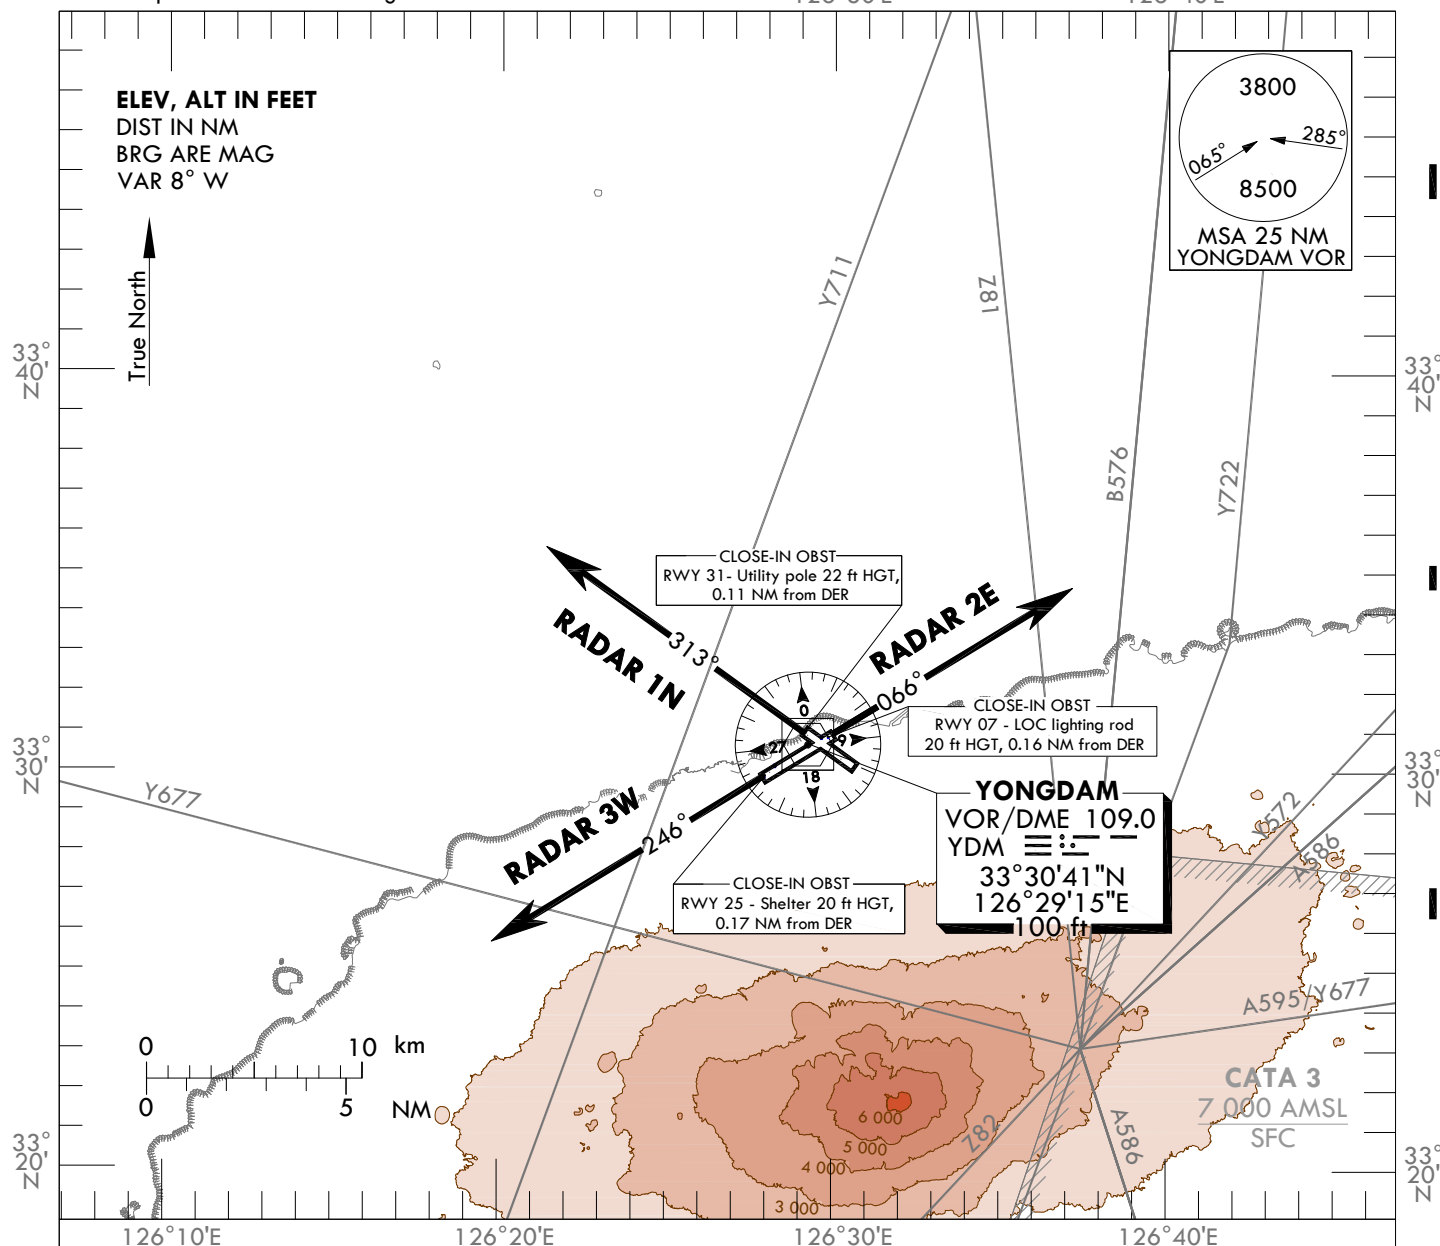 ELEV, ALT IN FEET
DIST IN NM
BRG ARE MAG
VAR 8° W
True North
3800
065°
285°
8500
MSA 25 NM
YONGDAM VOR
Y711
Z81
B576
Y722
33°
40'
N
33°
40'
N
CLOSE-IN OBST
RWY 31- Utility pole 22 ft HGT,
0.11 NM from DER
RADAR 1N
313°
RADAR 2E
066°
0
9
18
27
CLOSE-IN OBST
RWY 07 - LOC lighting rod
20 ft HGT, 0.16 NM from DER
33°
30'
N
33°
30'
N
Y677
RADAR 3W
246°
YONGDAM
VOR/DME 109.0
YDM
33°30'41"N
126°29'15"E
100 ft
Y572
A586
CLOSE-IN OBST
RWY 25 - Shelter 20 ft HGT,
0.17 NM from DER
A595/Y677
0 10 km
0 5 NM
CATA 3
7 000 AMSL
SFC
6 000
5 000
4 000
3 000
Z82
A586
33°
20'
N
33°
20'
N
126°10'E
126°20'E
126°30'E
126°40'E